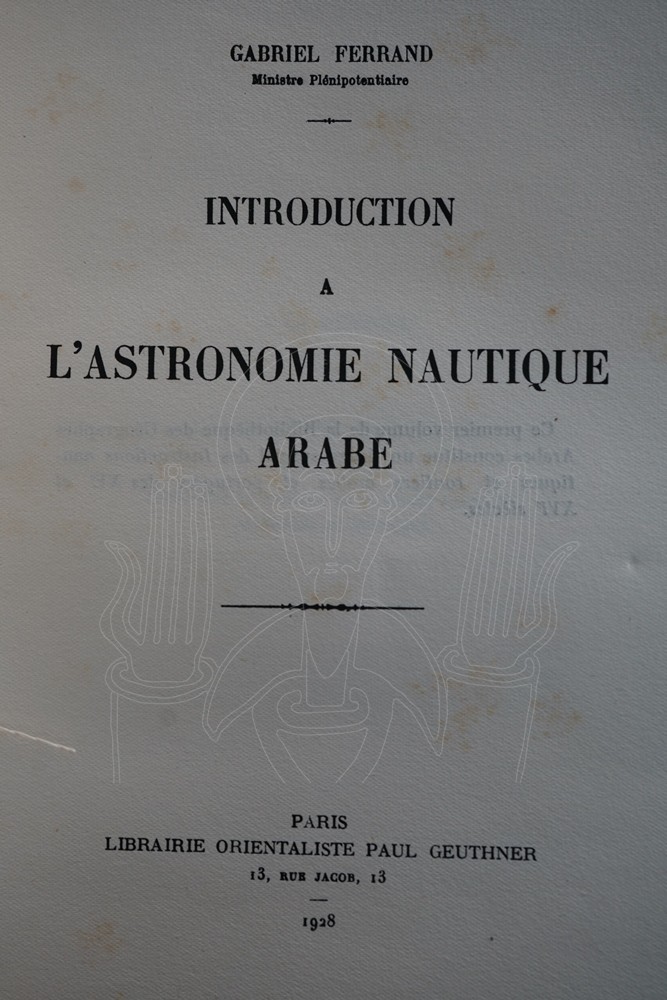 GABRIEL FERRAND
Ministre Plénipotentiaire
INTRODUCTION
A
L'ASTRONOMIE NAUTIQUE
ARABE
PARIS
LIBRAIRIE ORIENTALISTE PAUL GEUTHNER
13, RUE JACOB, 13
1928